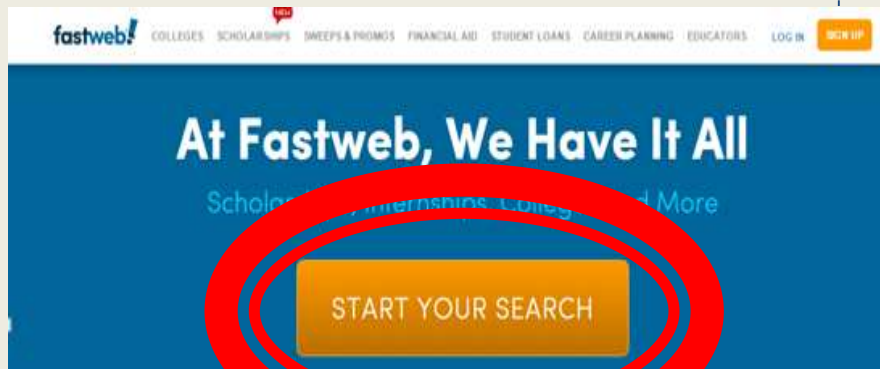 NEW
fastweb! COLLEGES SCHOLARSHIPS SWEEPS & PROMOS FINANCIAL AID STUDENT LOANS CAREER PLANNING EDUCATORS LOG IN SIGN UP
At Fastweb, We Have It All
More
START YOUR SEARCH